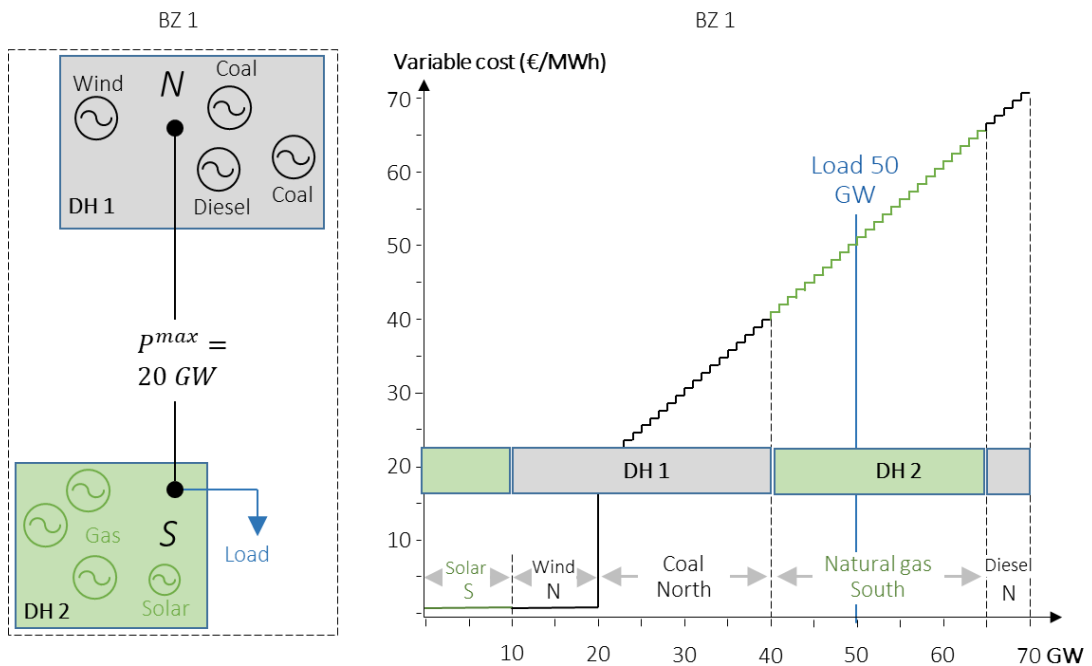 BZ 1
Wind
N
Coal
Diesel
Coal
DH 1
P^max =
20 GW
Gas
S
Load
Solar
DH 2
BZ 1
Variable cost (€/MWh)
70
60
50
40
30
20
10
Load 50
GW
DH 1
DH 2
Solar
S
Wind
N
Coal
North
Natural gas
South
Diesel
N
10
20
30
40
50
60
70
GW